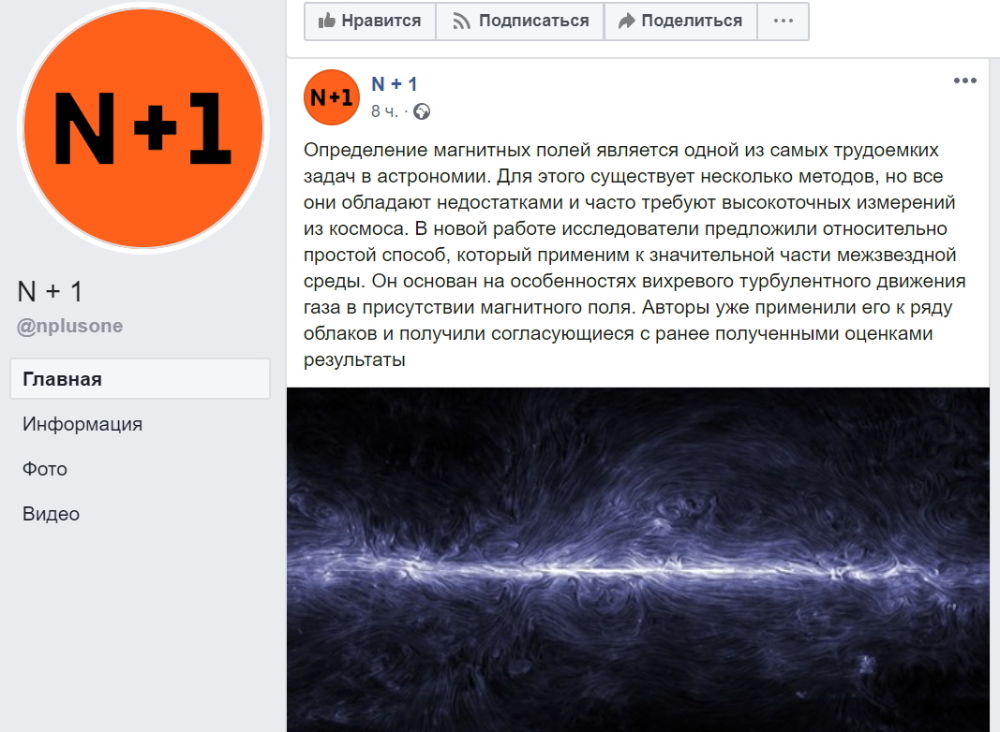 Нравится Подписаться Поделиться ···
N+1
N + 1
@nplusone
Главная
Информация
Фото
Видео
N+1
N + 1
8 ч. ·
Определение магнитных полей является одной из самых трудоемких
задач в астрономии. Для этого существует несколько методов, но все
они обладают недостатками и часто требуют высокоточных измерений
из космоса. В новой работе исследователи предложили относительно
простой способ, который применим к значительной части межзвездной
среды. Он основан на особенностях вихревого турбулентного движения
газа в присутствии магнитного поля. Авторы уже применили его к ряду
облаков и получили согласующиеся с ранее полученными оценками
результаты